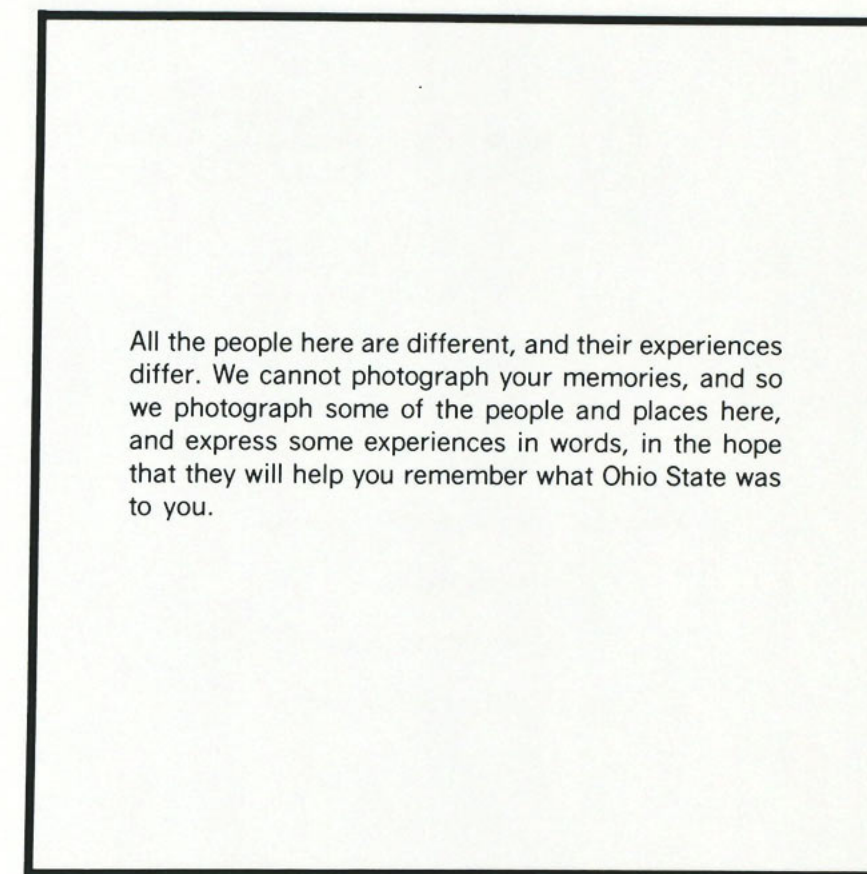 All the people here are different, and their experiences
differ. We cannot photograph your memories, and so
we photograph some of the people and places here,
and express some experiences in words, in the hope
that they will help you remember what Ohio State was
to you.